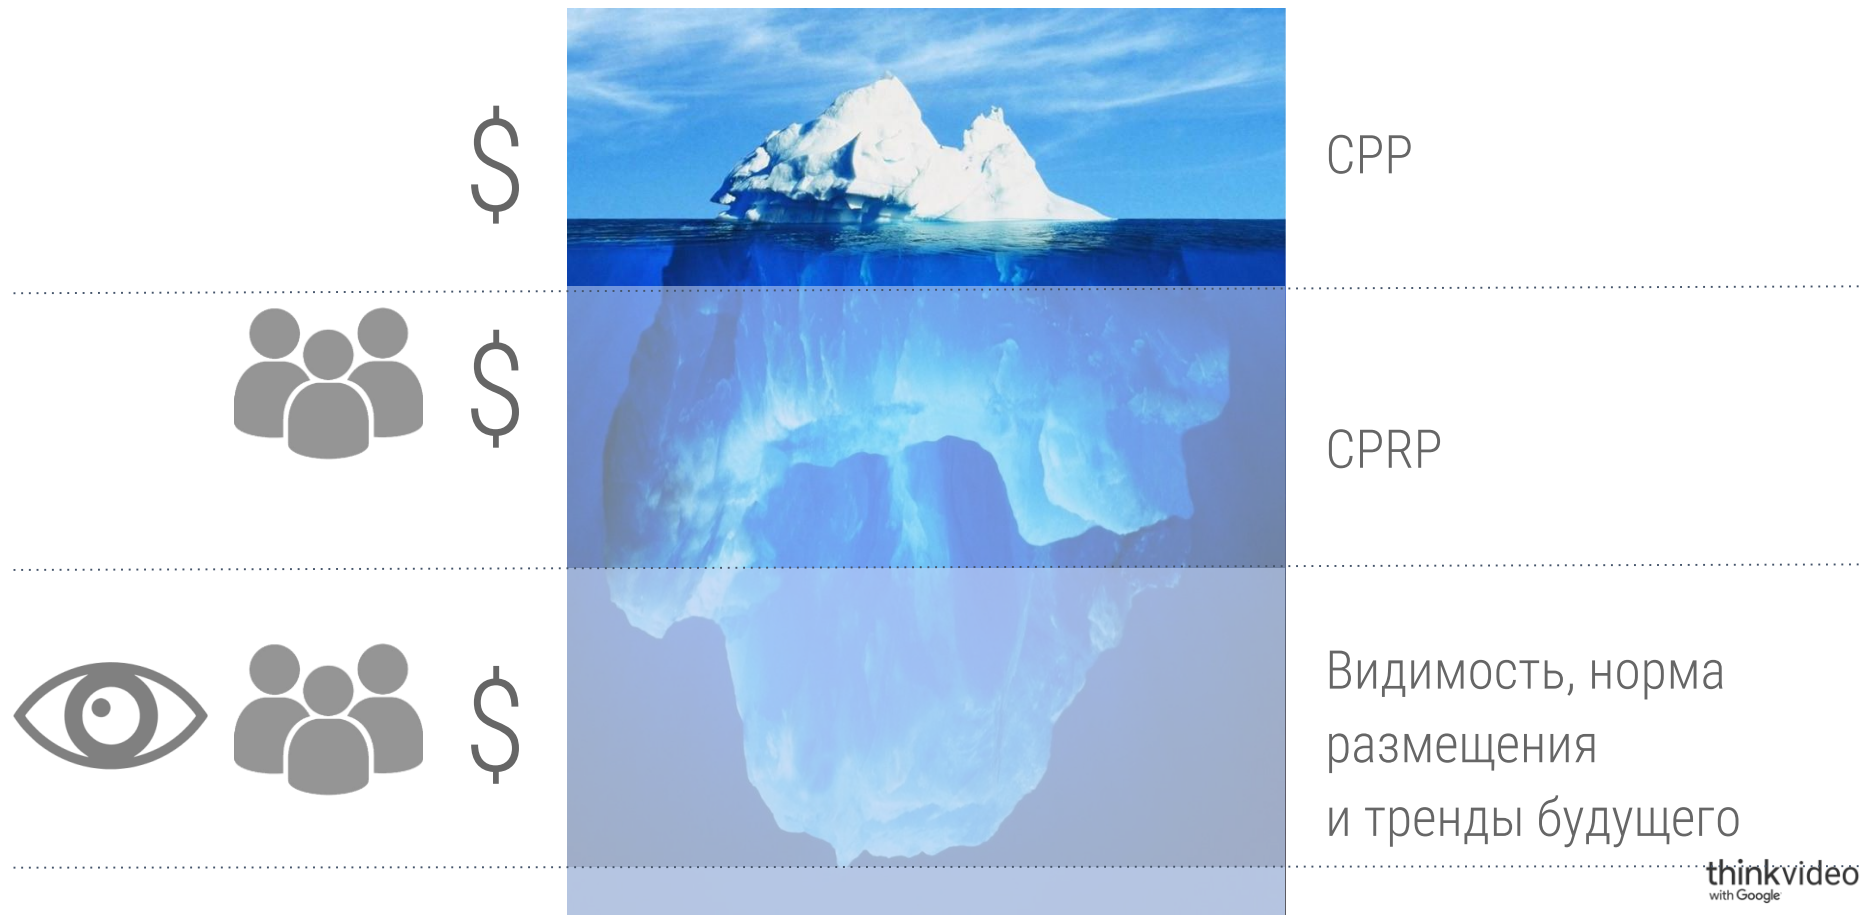 $
CPP
$
CPRP
$
Видимость, норма
размещения
и тренды будущего
thinkvideo
with Google